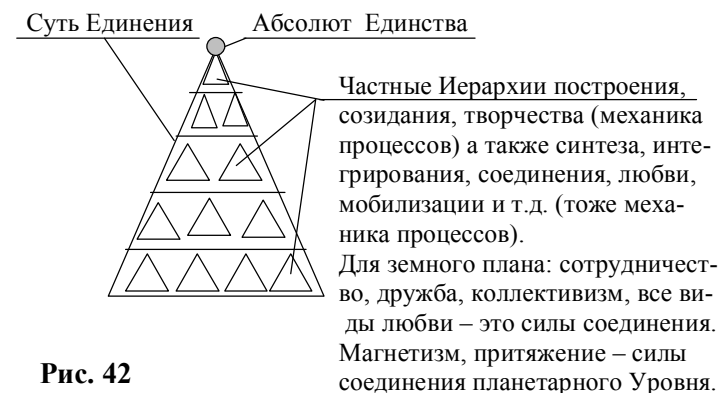 Суть Единения
Абсолют Единства
Частные Иерархии построения,
созидания, творчества (механика
процессов) а также синтеза, инте-
грирования, соединения, любви,
мобилизации и т.д. (тоже меха-
ника процессов).
Для земного плана: сотрудничест-
во, дружба, коллективизм, все ви-
ды любви – это силы соединения.
Магнетизм, притяжение – силы
соединения планетарного Уровня.
Рис. 42